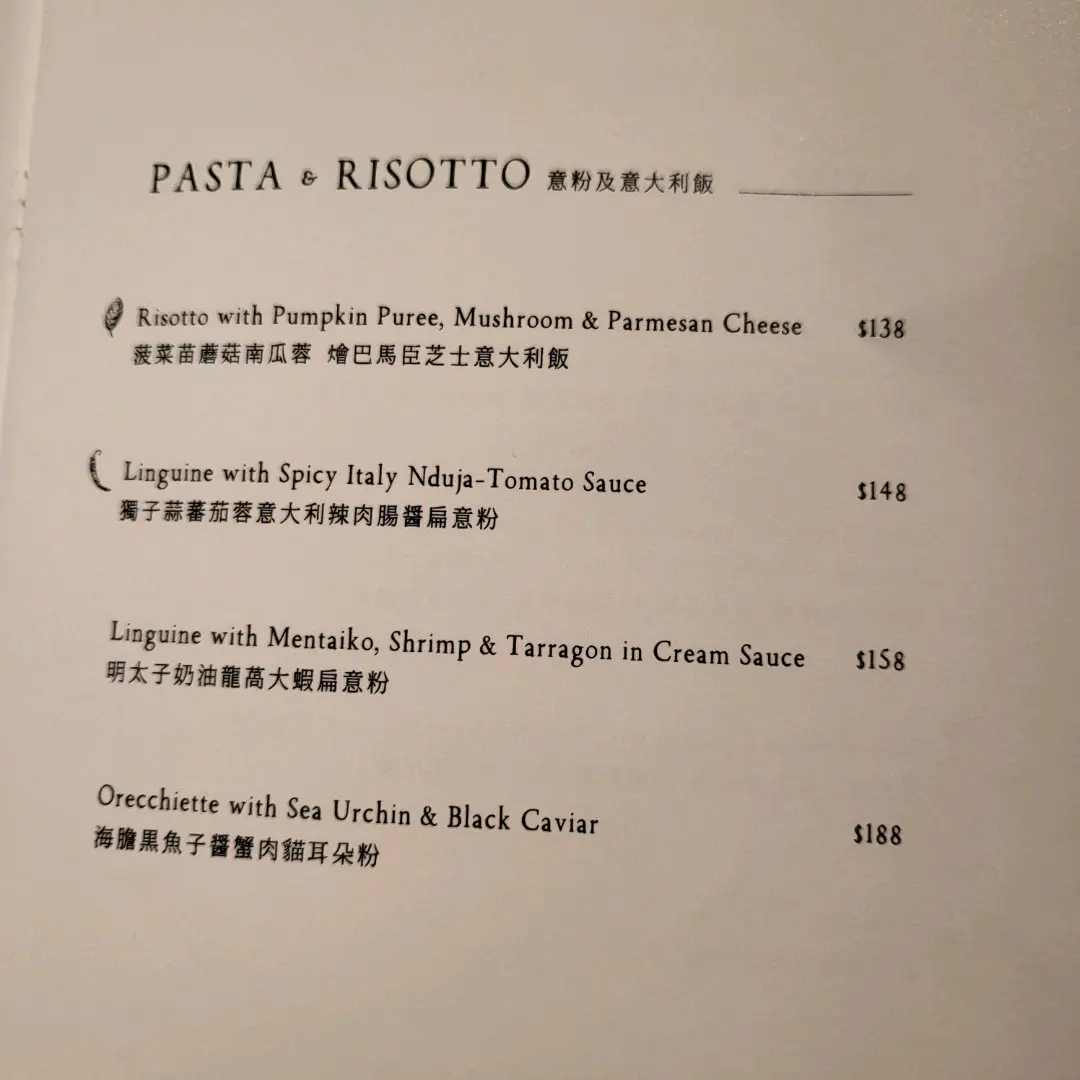 PASTA & RISOTTO 意粉及意大利飯
Risotto with Pumpkin Puree, Mushroom & Parmesan Cheese $138
菠菜苗蘑菇南瓜蓉 燴巴馬臣芝士意大利飯
Linguine with Spicy Italy Nduja-Tomato Sauce $148
獨子蒜蕃茄蓉意大利辣肉腸醬扁意粉
Linguine with Mentaiko, Shrimp & Tarragon in Cream Sauce $158
明太子奶油龍萵大蝦扁意粉
Orecchiette with Sea Urchin & Black Caviar $188
海膽黑魚子醬蟹肉貓耳朵粉